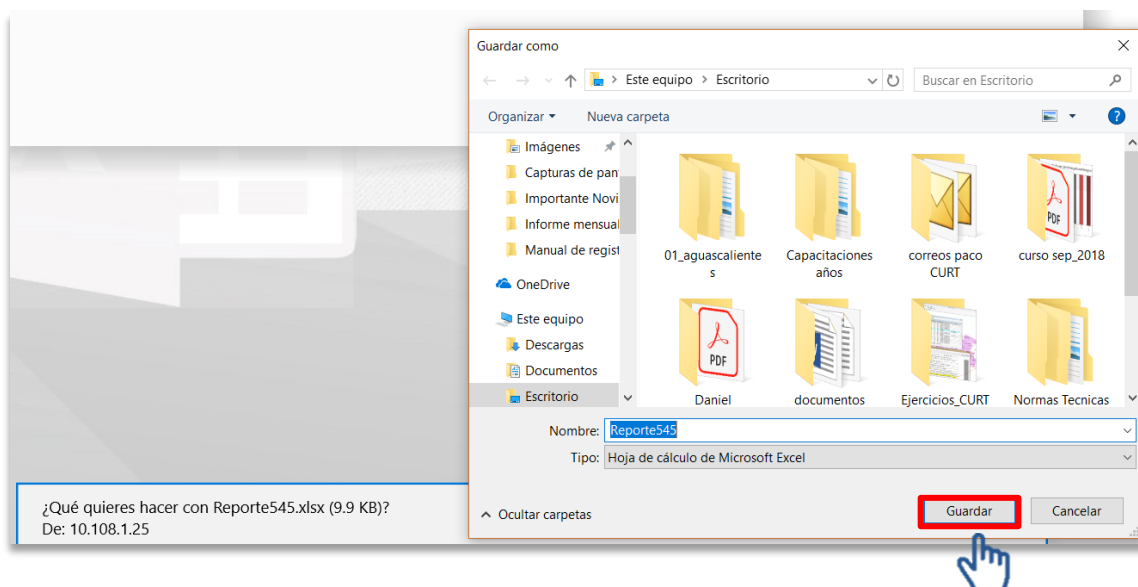 Guardar como
Este equipo > Escritorio
Buscar en Escritorio
Organizar
Nueva carpeta
Imágenes
Capturas de pan
Importante Novi
Informe mensual
Manual de regist
OneDrive
Este equipo
Descargas
Documentos
Escritorio
01_aguascaliente
s
Capacitaciones
años
correos paco
CURT
PDF
curso sep_2018
PDF
Daniel
documentos
Ejercicios_CURT
Normas Tecnicas
Nombre: Reporte545
Tipo: Hoja de cálculo de Microsoft Excel
Ocultar carpetas
Guardar
Cancelar
¿Qué quieres hacer con Reporte545.xlsx (9.9 KB)?
De: 10.108.1.25